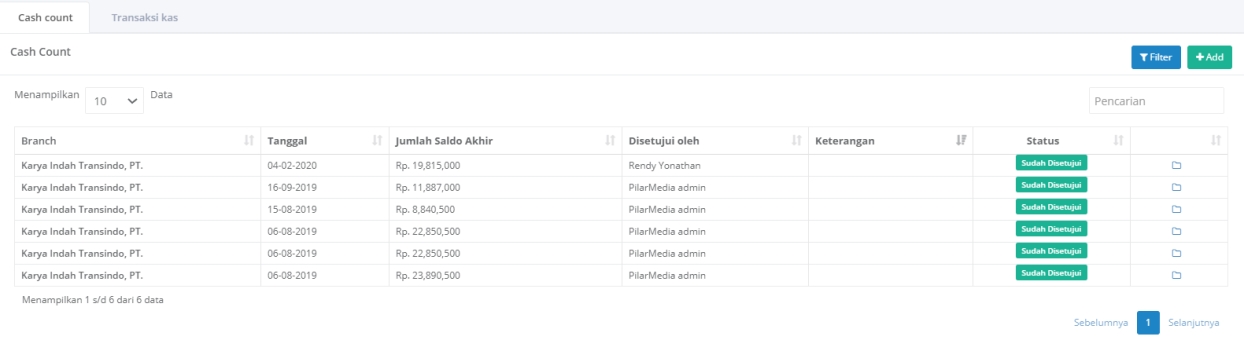 Cash count Transaksi kas
Cash Count Filter Add
Menampilkan 10 Data Pencarian
Branch Tanggal Jumlah Saldo Akhir Disetujui oleh Keterangan Status
Karya Indah Transindo, PT. 04-02-2020 Rp. 19,815,000 Rendy Yonathan Sudah Disetujui
Karya Indah Transindo, PT. 16-09-2019 Rp. 11,887,000 PilarMedia admin Sudah Disetujui
Karya Indah Transindo, PT. 15-08-2019 Rp. 8,840,500 PilarMedia admin Sudah Disetujui
Karya Indah Transindo, PT. 06-08-2019 Rp. 22,850,500 PilarMedia admin Sudah Disetujui
Karya Indah Transindo, PT. 06-08-2019 Rp. 22,850,500 PilarMedia admin Sudah Disetujui
Karya Indah Transindo, PT. 06-08-2019 Rp. 23,890,500 PilarMedia admin Sudah Disetujui
Menampilkan 1 s/d 6 dari 6 data
Sebelumnya 1 Selanjutnya